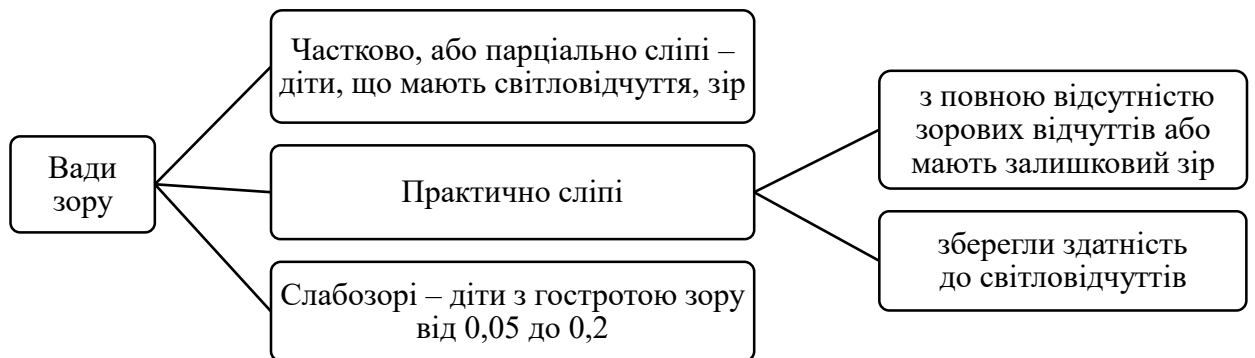 Вади
зору
Частково, або парціально сліпі –
діти, що мають світловідчуття, зір
Практично сліпі
Слабозорі – діти з гостротою зору
від 0,05 до 0,2
з повною відсутністю
зорових відчуттів або
мають залишковий зір
зберегли здатність
до світловідчуттів